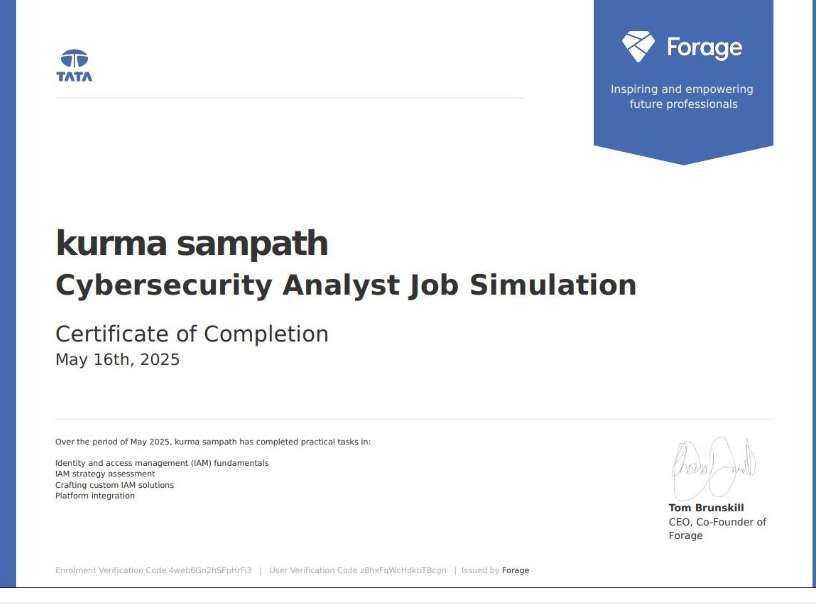 TATA
Forage
Inspiring and empowering
future professionals
kurma sampath
Cybersecurity Analyst Job Simulation
Certificate of Completion
May 16th, 2025
Over the period of May 2025, kurma sampath has completed practical tasks in:
Identity and access management (IAM) fundamentals
IAM strategy assessment
Crafting custom IAM solutions
Platform integration
Tom Brunskill
CEO, Co-Founder of
Forage
Enrolment Verification Code 4web6Gn2hSFpHrFi3 | User Verification Code z8hxFqWcHdkbTBcgn | Issued by Forage